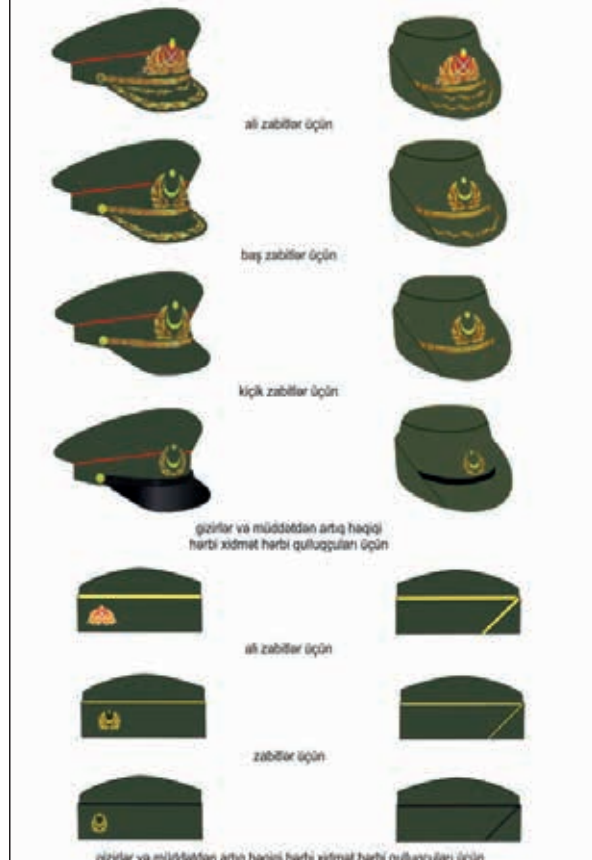 ali zabitlər üçün
baş zabitlər üçün
kiçik zabitlər üçün
gizirlər və müddətdən artıq həqiqi
hərbi xidmət hərbi qulluqçuları üçün
ali zabitlər üçün
zabitlər üçün
gizirlər və müddətdən artıq həqiqi hərbi xidmət hərbi qulluqçuları üçün